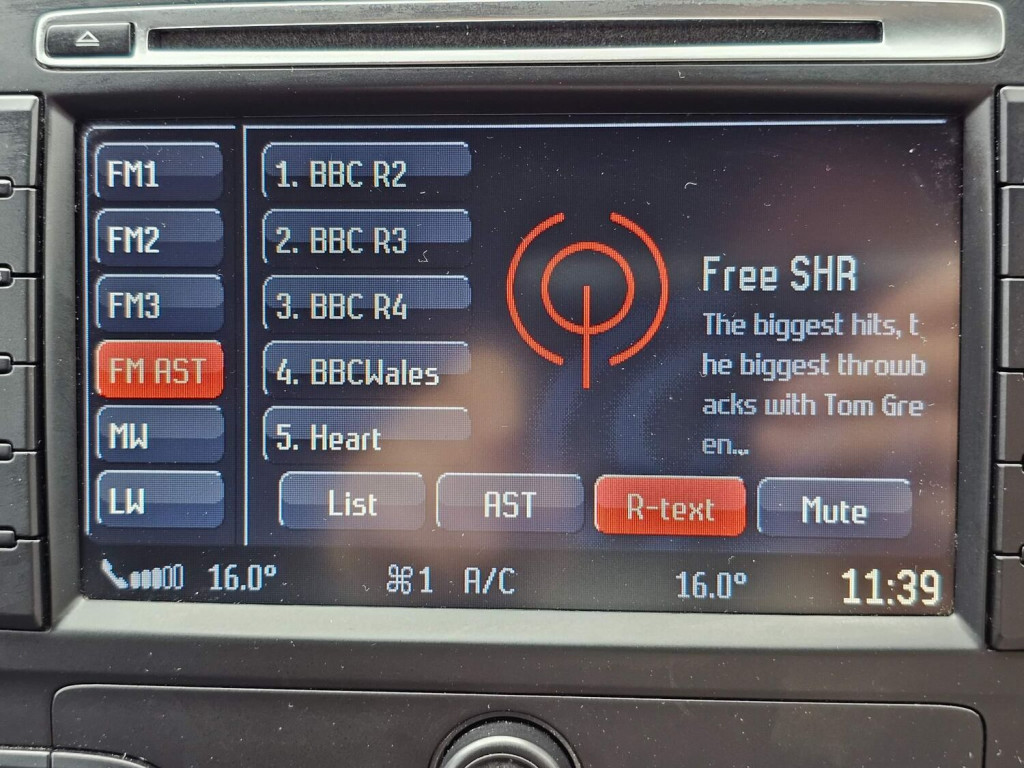 FM1
FM2
FM3
FM AST
MW
LW
1. BBC R2
2. BBC R3
3. BBC R4
4. BBCWales
5. Heart
Free SHR
The biggest hits, t
he biggest throwb
acks with Tom Gre
en...
List
AST
R-text
Mute
16.0° ⌘1 A/C 16.0° 11:39